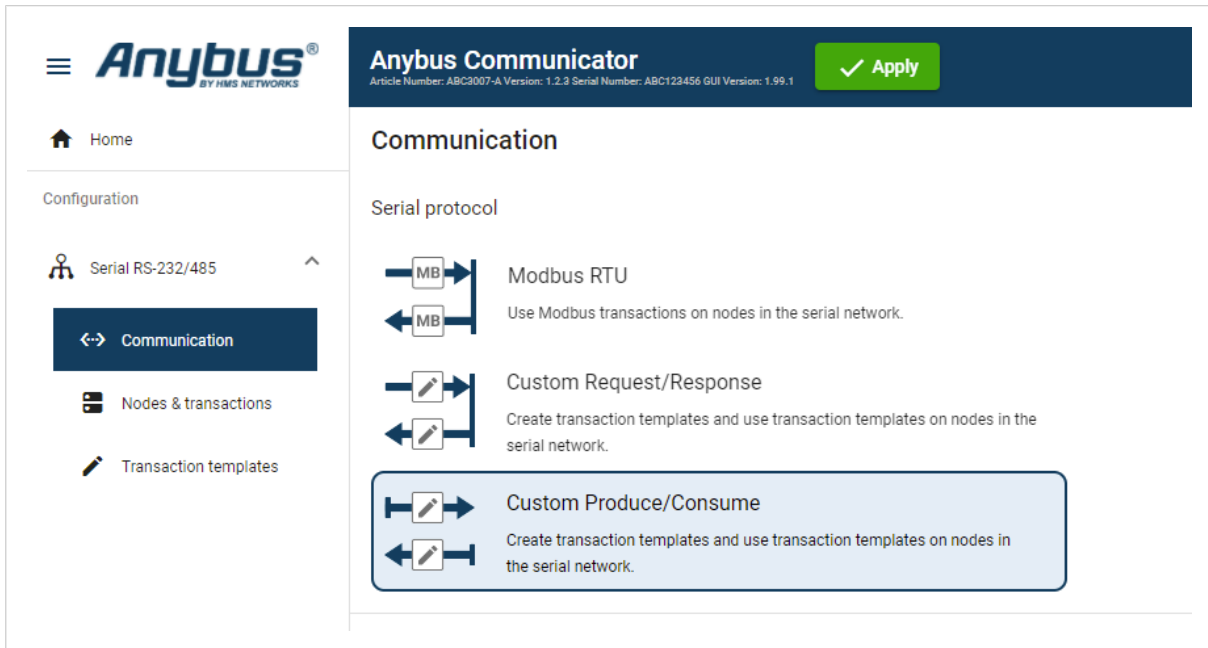 Anybus®
BY HMS NETWORKS
Anybus Communicator
Article Number: ABC3007-A Version: 1.2.3 Serial Number: ABC123456 GUI Version: 1.99.1
Apply
Home
Configuration
Serial RS-232/485
Communication
Nodes & transactions
Transaction templates
Communication
Serial protocol
MB
MB
Modbus RTU
Use Modbus transactions on nodes in the serial network.
Custom Request/Response
Create transaction templates and use transaction templates on nodes in the
serial network.
Custom Produce/Consume
Create transaction templates and use transaction templates on nodes in
the serial network.